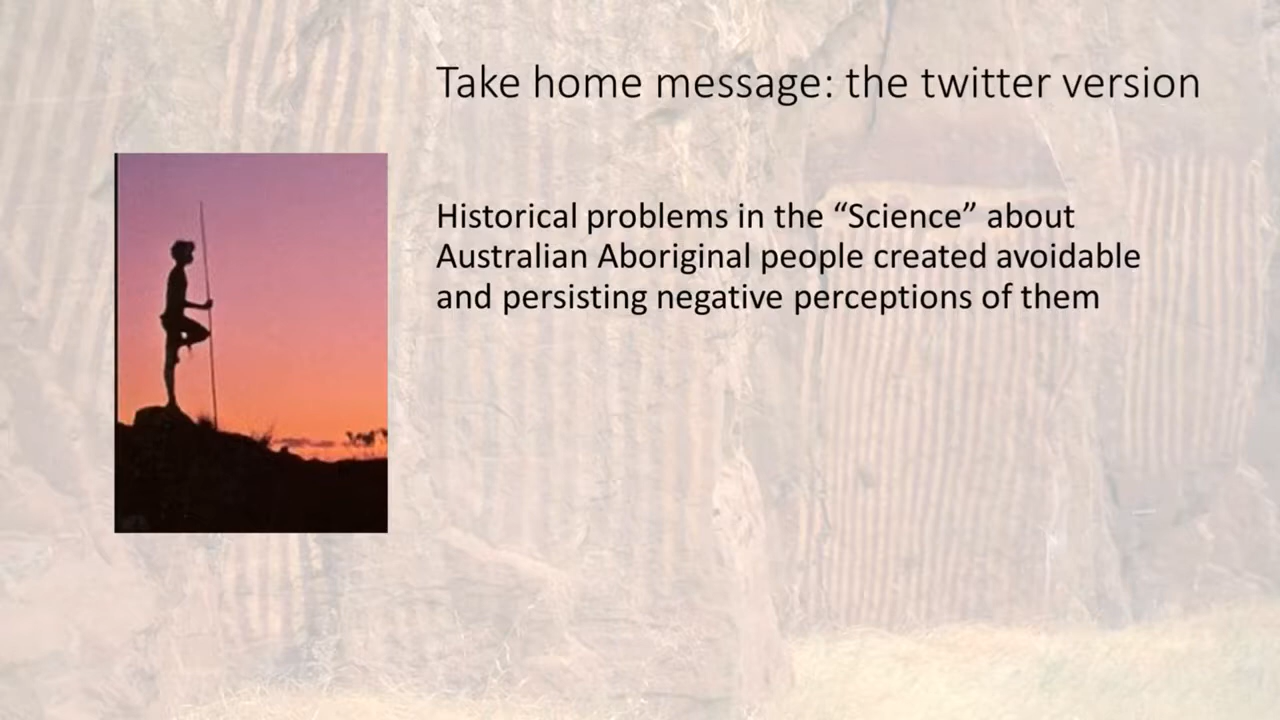 Take home message: the twitter version
Historical problems in the “Science” about
Australian Aboriginal people created avoidable
and persisting negative perceptions of them